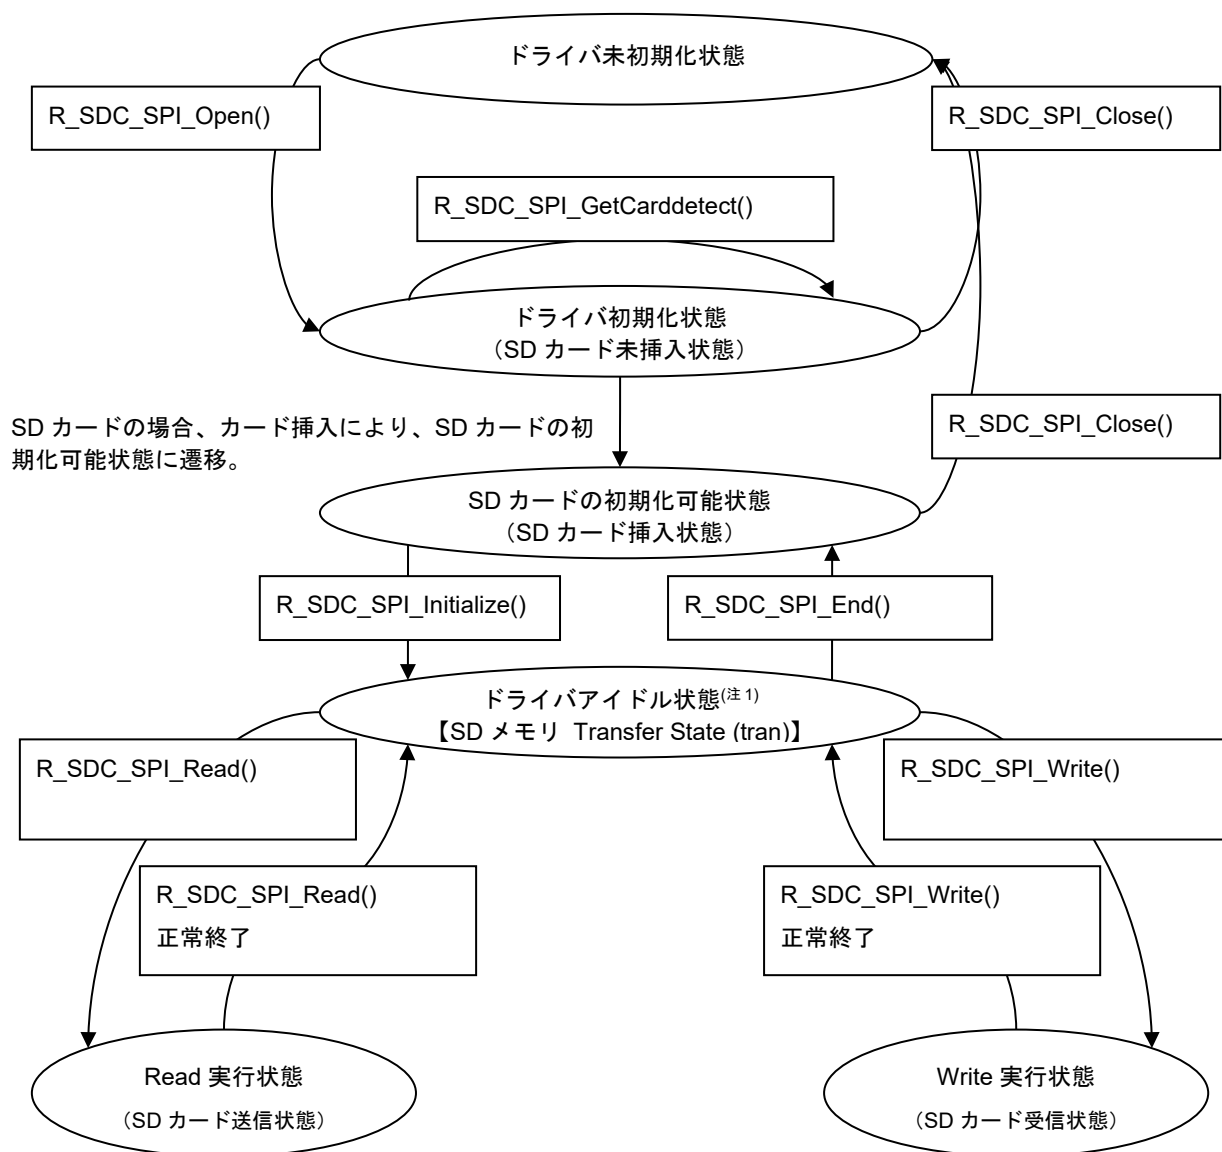 ドライバ未初期化状態
R_SDC_SPI_Open()
R_SDC_SPI_Close()
R_SDC_SPI_GetCarddetect()
ドライバ初期化状態
（SD カード未挿入状態）
SD カードの場合、カード挿入により、SD カードの初
期化可能状態に遷移。
R_SDC_SPI_Close()
SD カードの初期化可能状態
（SD カード挿入状態）
R_SDC_SPI_Initialize()
R_SDC_SPI_End()
ドライバアイドル状態(注 1)
【SD メモリ Transfer State (tran)】
R_SDC_SPI_Read()
R_SDC_SPI_Write()
R_SDC_SPI_Read()
正常終了
R_SDC_SPI_Write()
正常終了
Read 実行状態
（SD カード送信状態）
Write 実行状態
（SD カード受信状態）